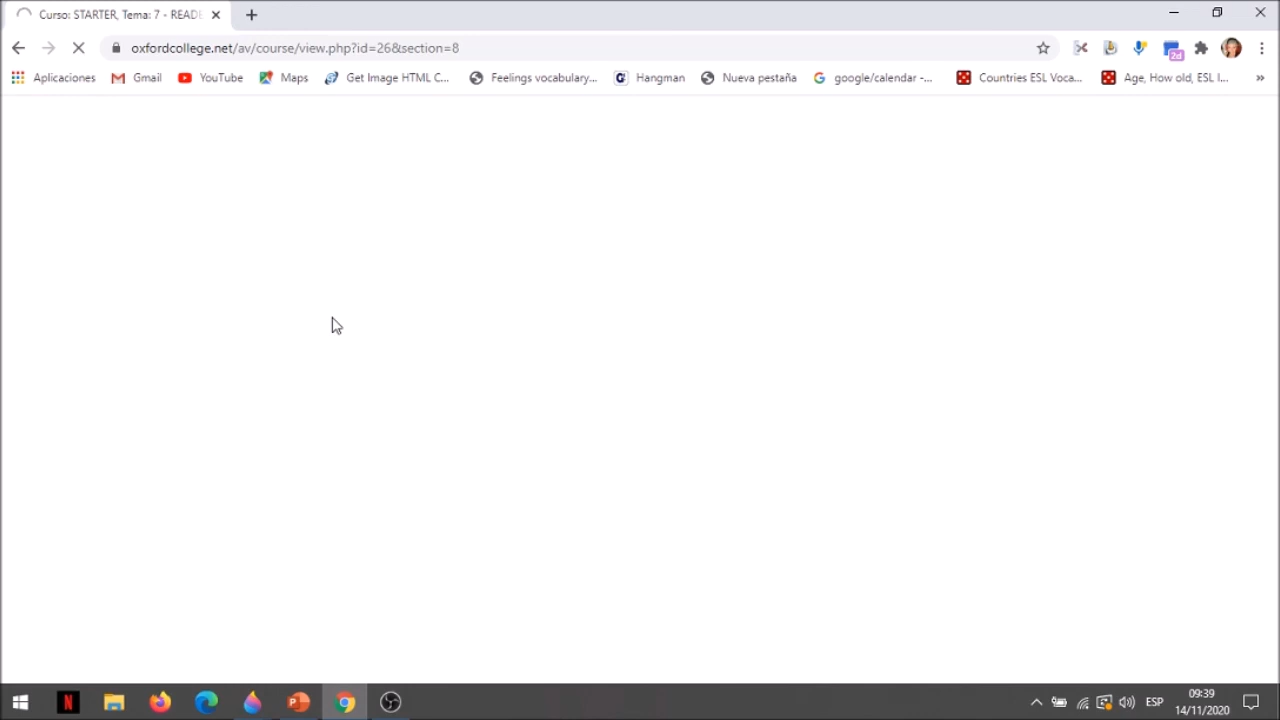 Curso: STARTER, Tema: 7 - READE
oxfordcollege.net/av/course/view.php?id=26&section=8
Aplicaciones Gmail YouTube Maps Get Image HTML C... Feelings vocabulary... Hangman Nueva pestaña google/calendar -... Countries ESL Voca... Age, How old, ESL I... »
2d
ESP
09:39
14/11/2020